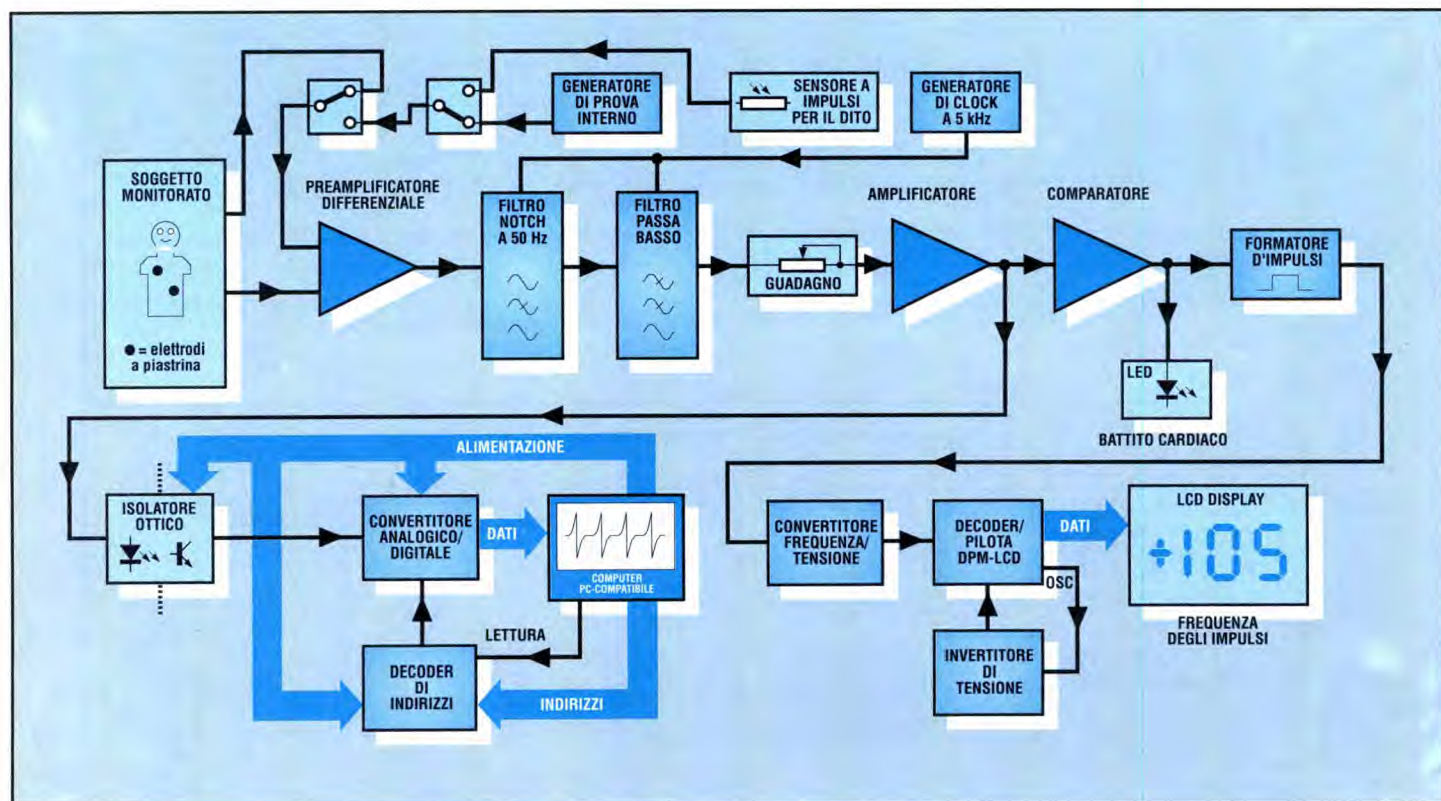 GENERATORE
DI PROVA
INTERNO
SENSORE A
IMPULSI
PER IL DITO
GENERATORE
DI CLOCK
A 5 kHz
SOGGETTO
MONITORATO
● = elettrodi
a piastrina
PREAMPLIFICATORE
DIFFERENZIALE
FILTRO
NOTCH
A 50 Hz
FILTRO
PASSA
BASSO
GUADAGNO
AMPLIFICATORE
COMPARATORE
FORMATORE
D'IMPULSI
LED
BATTITO CARDIACO
ALIMENTAZIONE
ISOLATORE
OTTICO
CONVERTITORE
ANALOGICO/
DIGITALE
DATI
COMPUTER
PC-COMPATIBILE
LETTURA
DECODER
DI
INDIRIZZI
INDIRIZZI
CONVERTITORE
FREQUENZA/
TENSIONE
DECODER/
PILOTA
DPM-LCD
OSC
DATI
LCD DISPLAY
+105
FREQUENZA
DEGLI IMPULSI
INVERTITORE
DI
TENSIONE